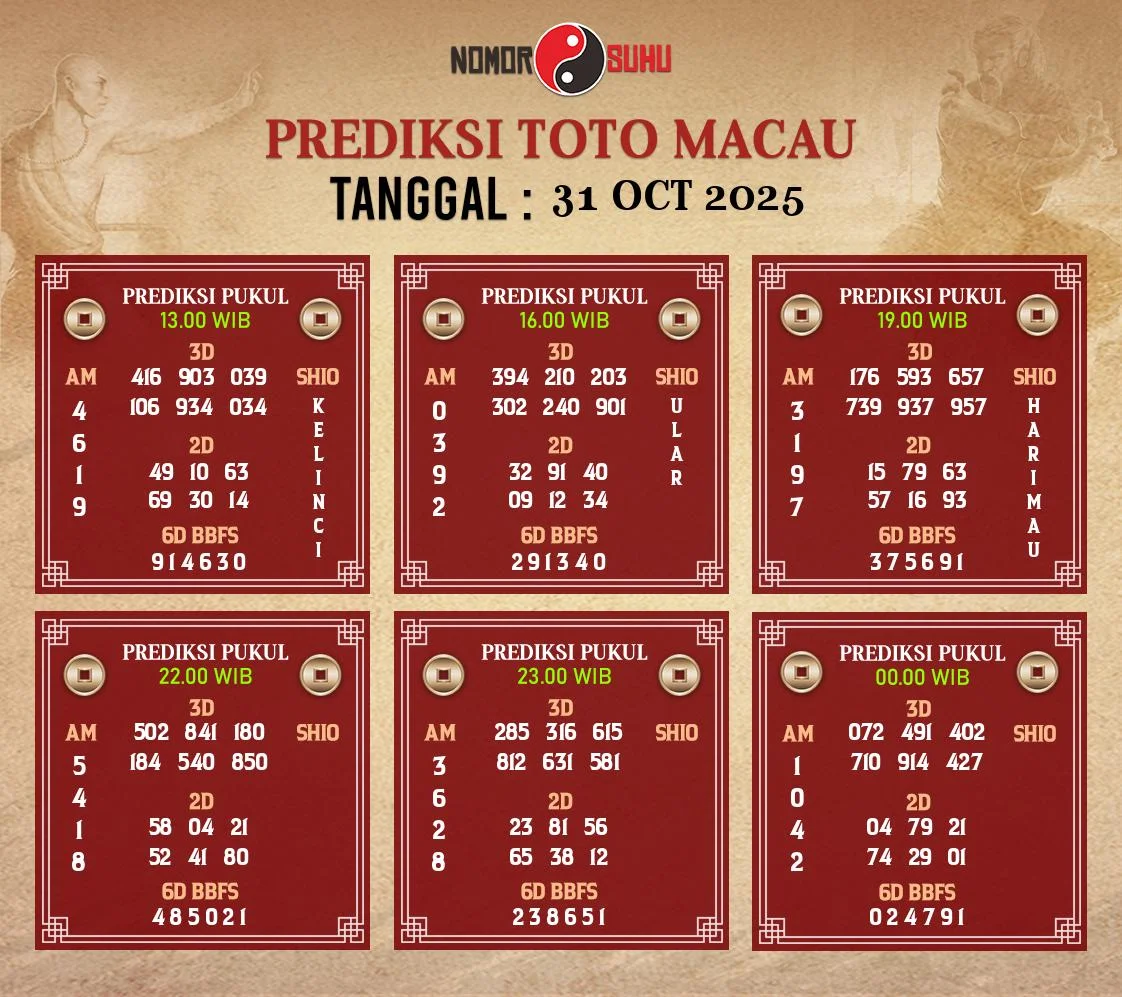 NOMOR SUHU
PREDIKSI TOTO MACAU
TANGGAL : 31 OCT 2025
PREDIKSI PUKUL
13.00 WIB
3D
AM 416 903 039 SHIO
4 106 934 034 KELINCI
6 2D
1 49 10 63
9 69 30 14
6D BBFS
914630
PREDIKSI PUKUL
16.00 WIB
3D
AM 394 210 203 SHIO
0 302 240 901 ULAR
3 2D
9 32 91 40
2 09 12 34
6D BBFS
291340
PREDIKSI PUKUL
19.00 WIB
3D
AM 176 593 657 SHIO
3 739 937 957 HARIMAU
1 2D
9 15 79 63
7 57 16 93
6D BBFS
375691
PREDIKSI PUKUL
22.00 WIB
3D
AM 502 841 180 SHIO
5 184 540 850
4 2D
1 58 04 21
8 52 41 80
6D BBFS
485021
PREDIKSI PUKUL
23.00 WIB
3D
AM 285 316 615 SHIO
3 812 631 581
6 2D
2 23 81 56
8 65 38 12
6D BBFS
238651
PREDIKSI PUKUL
00.00 WIB
3D
AM 072 491 402 SHIO
1 710 914 427
0 2D
4 04 79 21
2 74 29 01
6D BBFS
024791